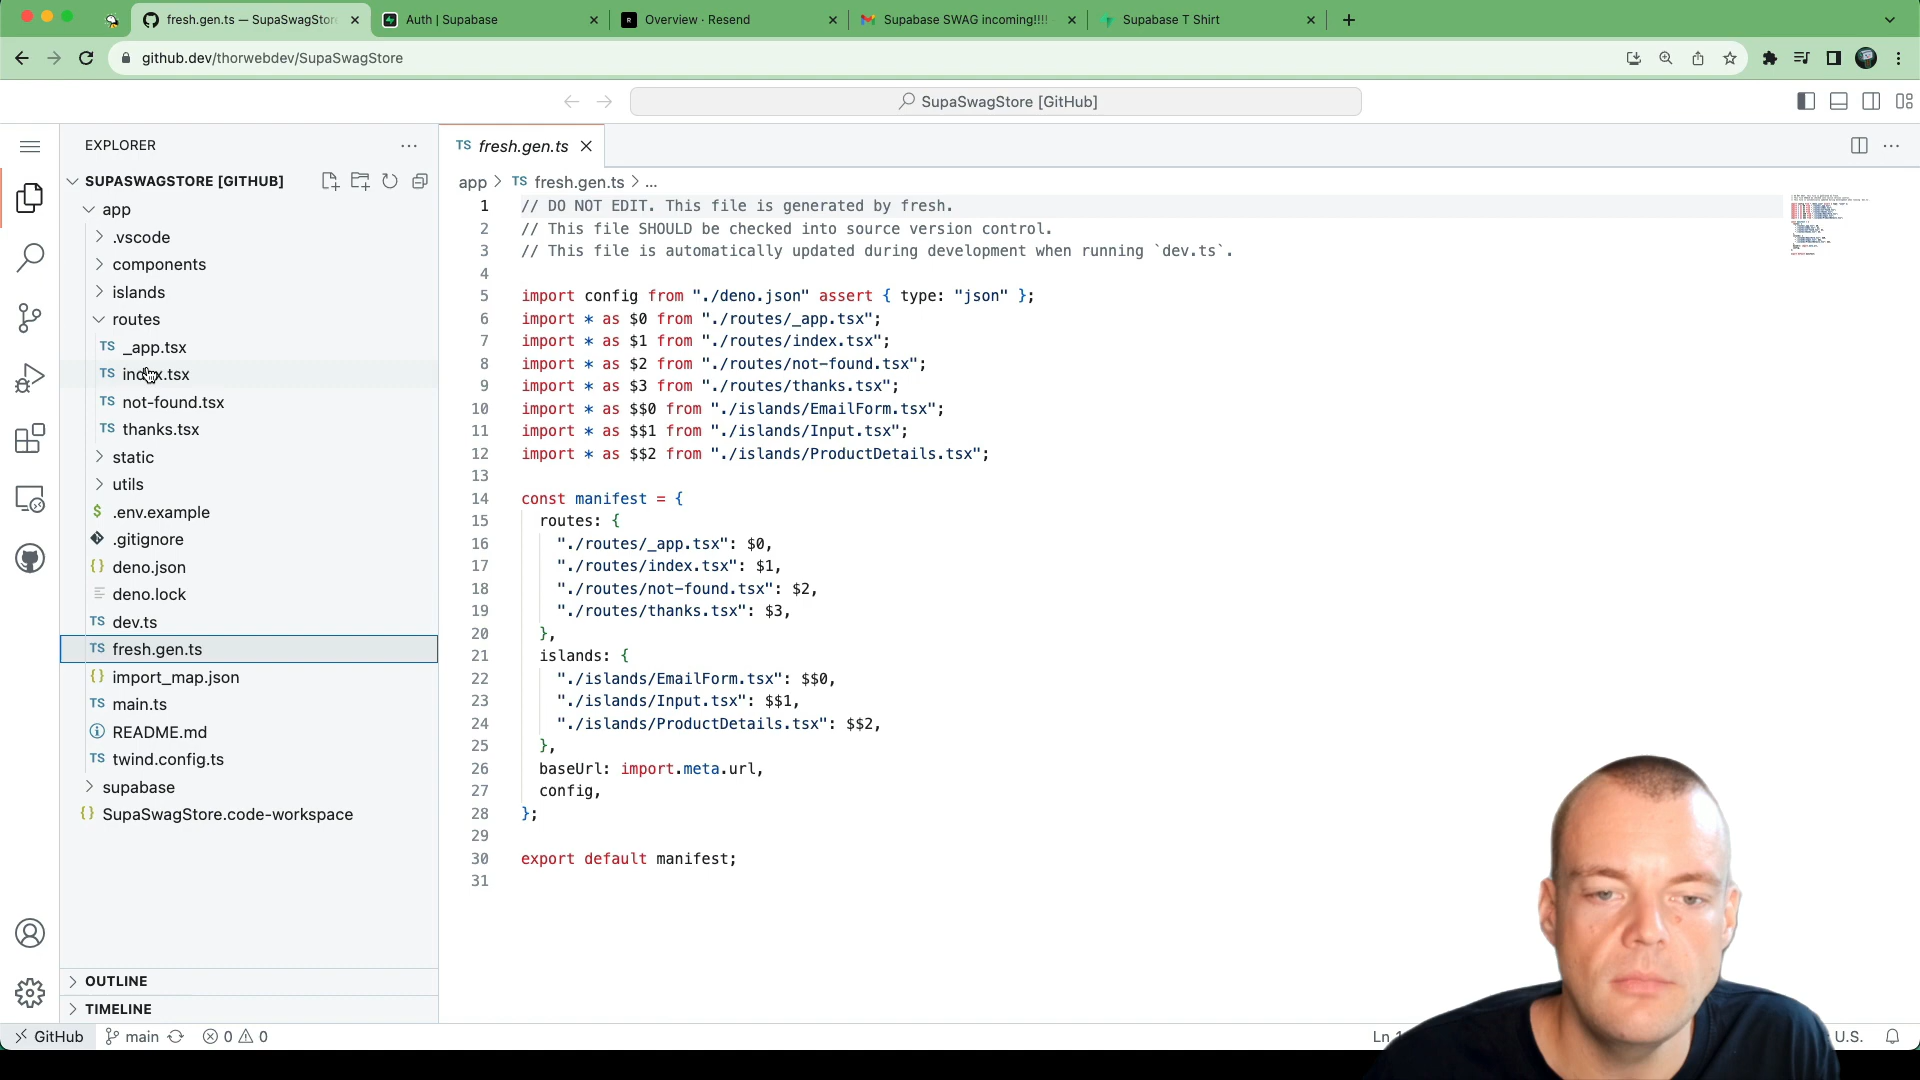 fresh.gen.ts — SupaSwagStore
Auth | Supabase
Overview · Resend
Supabase SWAG incoming!!!!
Supabase T Shirt
github.dev/thorwebdev/SupaSwagStore
SupaSwagStore [GitHub]
EXPLORER
SUPASWAGSTORE [GITHUB]
app
.vscode
components
islands
routes
TS _app.tsx
TS index.tsx
TS not-found.tsx
TS thanks.tsx
static
utils
$ .env.example
.gitignore
{} deno.json
deno.lock
TS dev.ts
TS fresh.gen.ts
{} import_map.json
TS main.ts
README.md
TS twind.config.ts
supabase
{} SupaSwagStore.code-workspace
OUTLINE
TIMELINE
TS fresh.gen.ts
app > TS fresh.gen.ts > ...
1 // DO NOT EDIT. This file is generated by fresh.
2 // This file SHOULD be checked into source version control.
3 // This file is automatically updated during development when running `dev.ts`.
4
5 import config from "./deno.json" assert { type: "json" };
6 import * as $0 from "./routes/_app.tsx";
7 import * as $1 from "./routes/index.tsx";
8 import * as $2 from "./routes/not-found.tsx";
9 import * as $3 from "./routes/thanks.tsx";
10 import * as $$0 from "./islands/EmailForm.tsx";
11 import * as $$1 from "./islands/Input.tsx";
12 import * as $$2 from "./islands/ProductDetails.tsx";
13
14 const manifest = {
15 routes: {
16 "./routes/_app.tsx": $0,
17 "./routes/index.tsx": $1,
18 "./routes/not-found.tsx": $2,
19 "./routes/thanks.tsx": $3,
20 },
21 islands: {
22 "./islands/EmailForm.tsx": $$0,
23 "./islands/Input.tsx": $$1,
24 "./islands/ProductDetails.tsx": $$2,
25 },
26 baseUrl: import.meta.url,
27 config,
28 };
29
30 export default manifest;
31
GitHub main 0 0 Ln U.S.